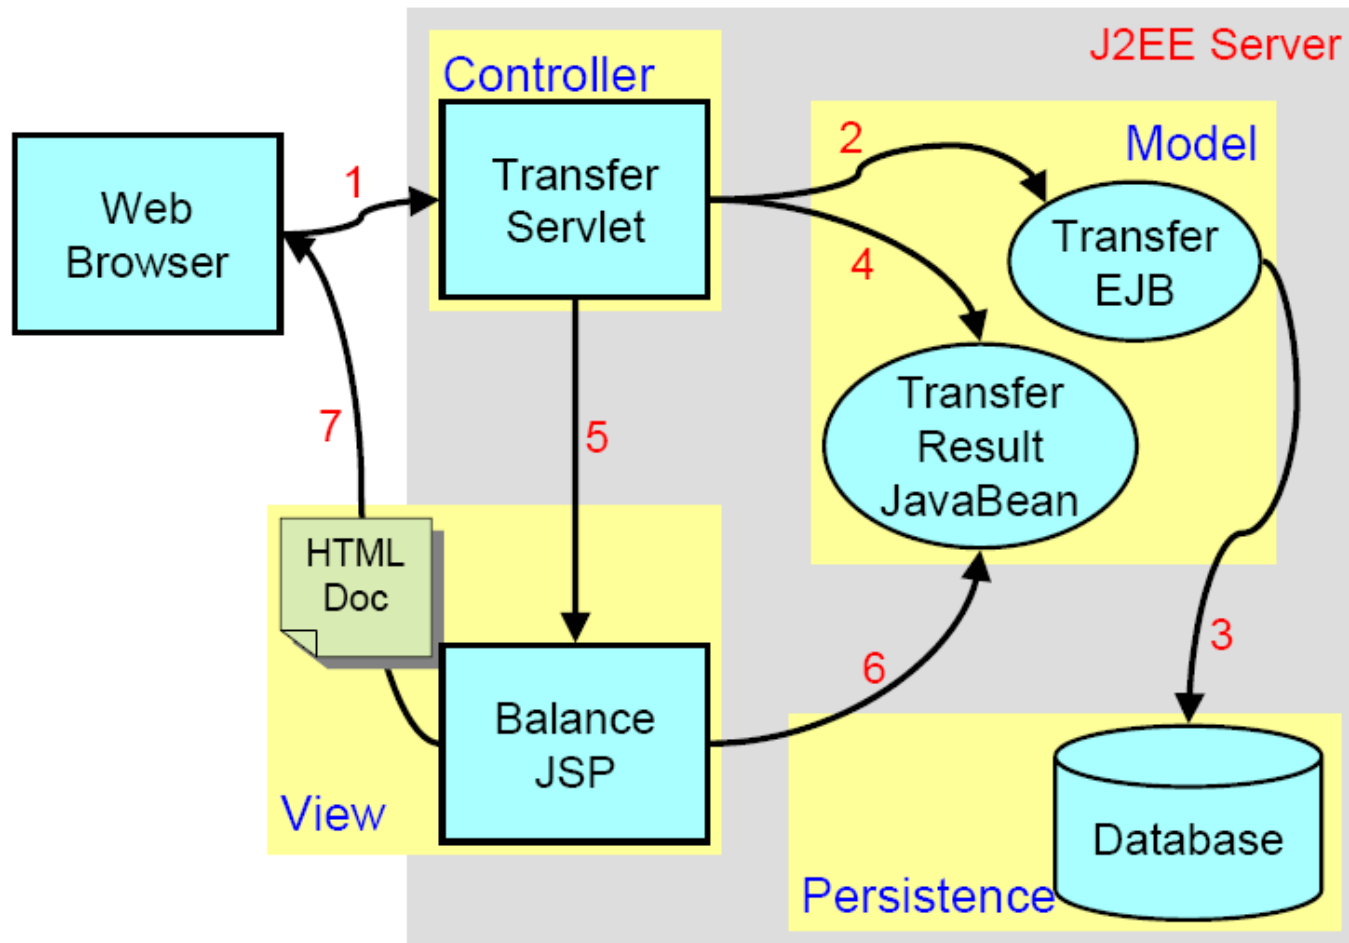 J2EE Server
Controller
Transfer
Servlet
Web
Browser
1
2
Model
Transfer
EJB
4
Transfer
Result
JavaBean
7
5
HTML
Doc
3
6
Balance
JSP
View
Database
Persistence